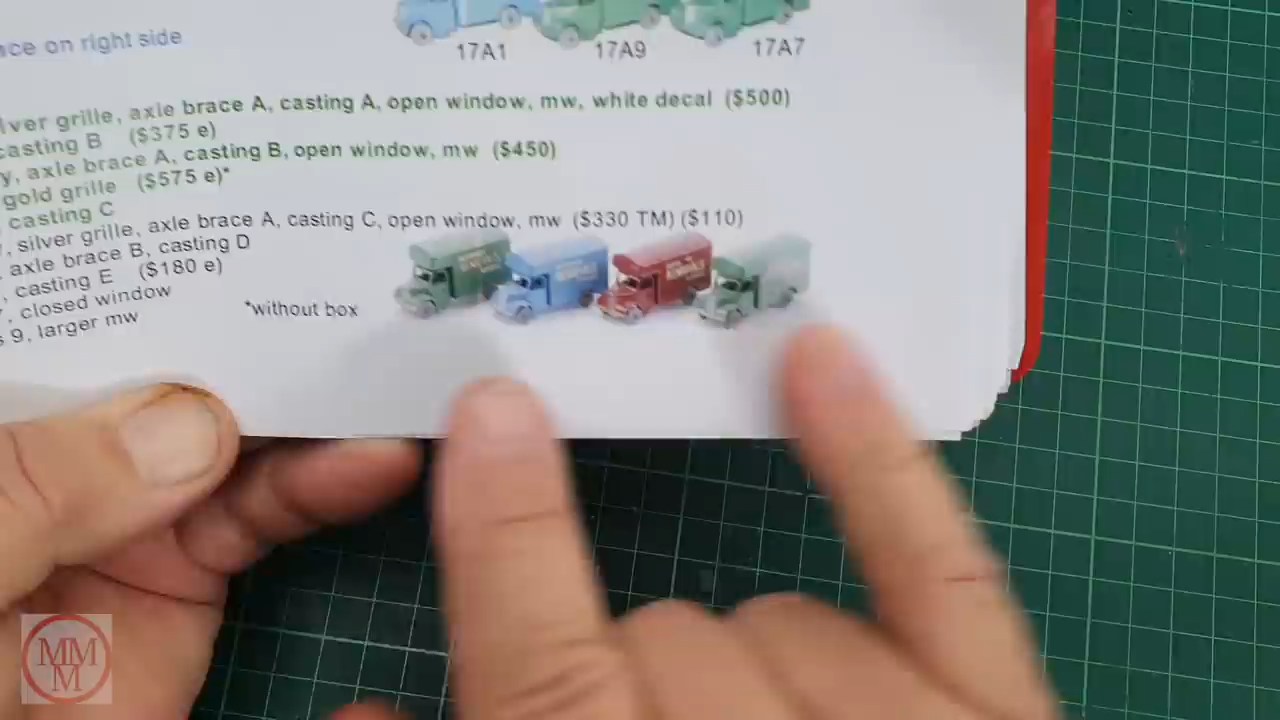 ace on right side
17A1 17A9 17A7
lver grille, axle brace A, casting A, open window, mw, white decal ($500)
casting B ($375 e)
y, axle brace A, casting B, open window, mw ($450)
gold grille ($575 e)*
casting C
, silver grille, axle brace A, casting C, open window, mw ($330 TM) ($110)
, axle brace B, casting D
, casting E ($180 e)
, closed window
s 9, larger mw
*without box
MM
M